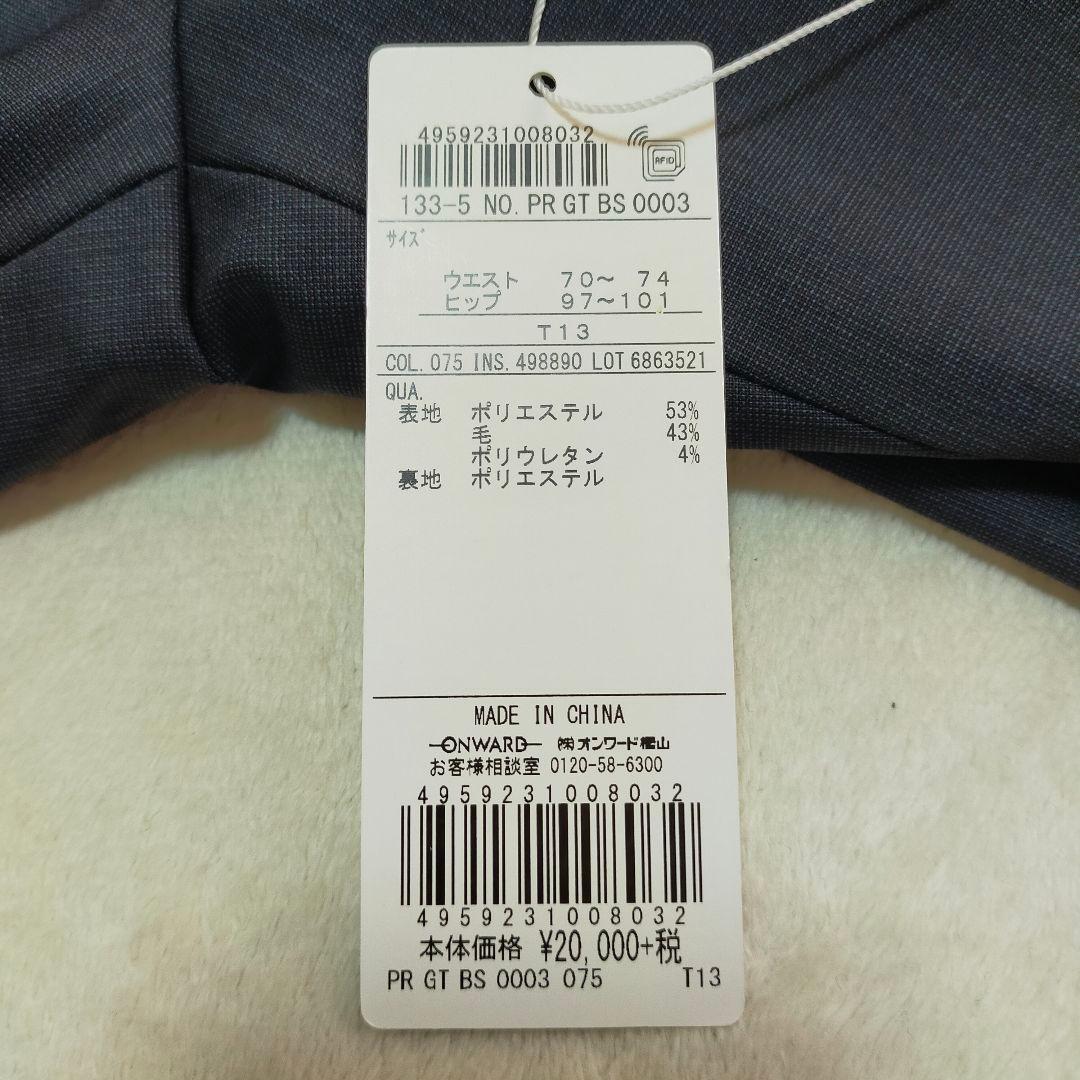 4959231008032
RFID
133-5 NO. PR GT BS 0003
サイズ
ウエスト 70～ 74
ヒップ 97～101
T13
COL. 075 INS. 498890 LOT 6863521
QUA.
表地 ポリエステル 53%
毛 43%
ポリウレタン 4%
裏地 ポリエステル
MADE IN CHINA
ONWARD ㈱オンワード樫山
お客様相談室 0120-58-6300
4959231008032
4959231008032
本体価格 ¥20,000+税
PR GT BS 0003 075 T13